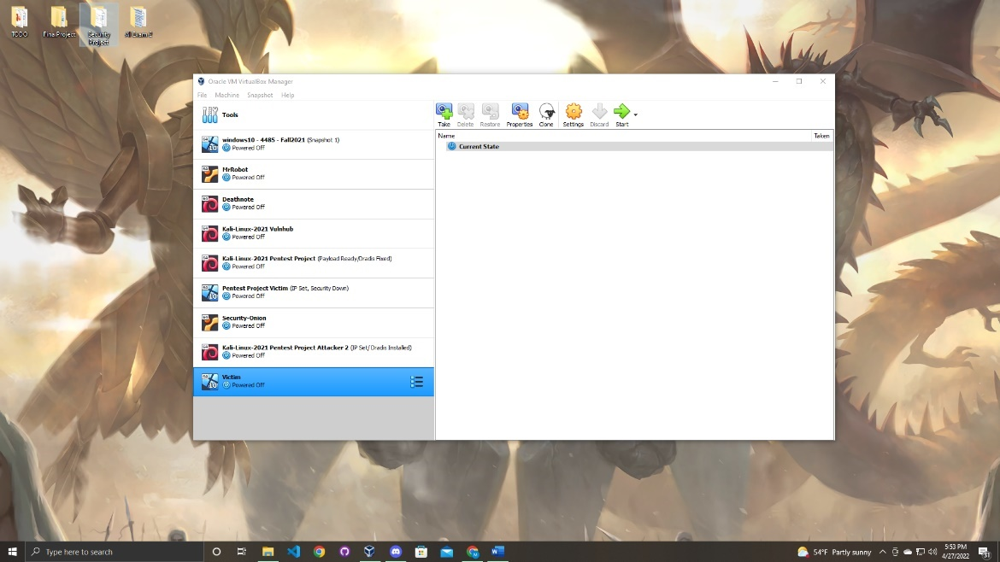 TODO
Fina Project
Security
Project
AI Exam 2
Oracle VM VirtualBox Manager
File Machine Snapshot Help
Tools
Take Delete Restore Properties Clone Settings Discard Start
Name Taken
Current State
windows10 - 4485 - Fall2021 (Snapshot 1)
Powered Off
MrRobot
Powered Off
Deathnote
Powered Off
Kali-Linux-2021 Vulnhub
Powered Off
Kali-Linux-2021 Pentest Project (Payload Ready/Dradis Fixed)
Powered Off
Pentest Project Victim (IP Set, Security Down)
Powered Off
Security-Onion
Powered Off
Kali-Linux-2021 Pentest Project Attacker 2 (IP Set/ Dradis Installed)
Powered Off
Victim
Powered Off
Type here to search
54°F Partly sunny
5:53 PM
4/27/2022